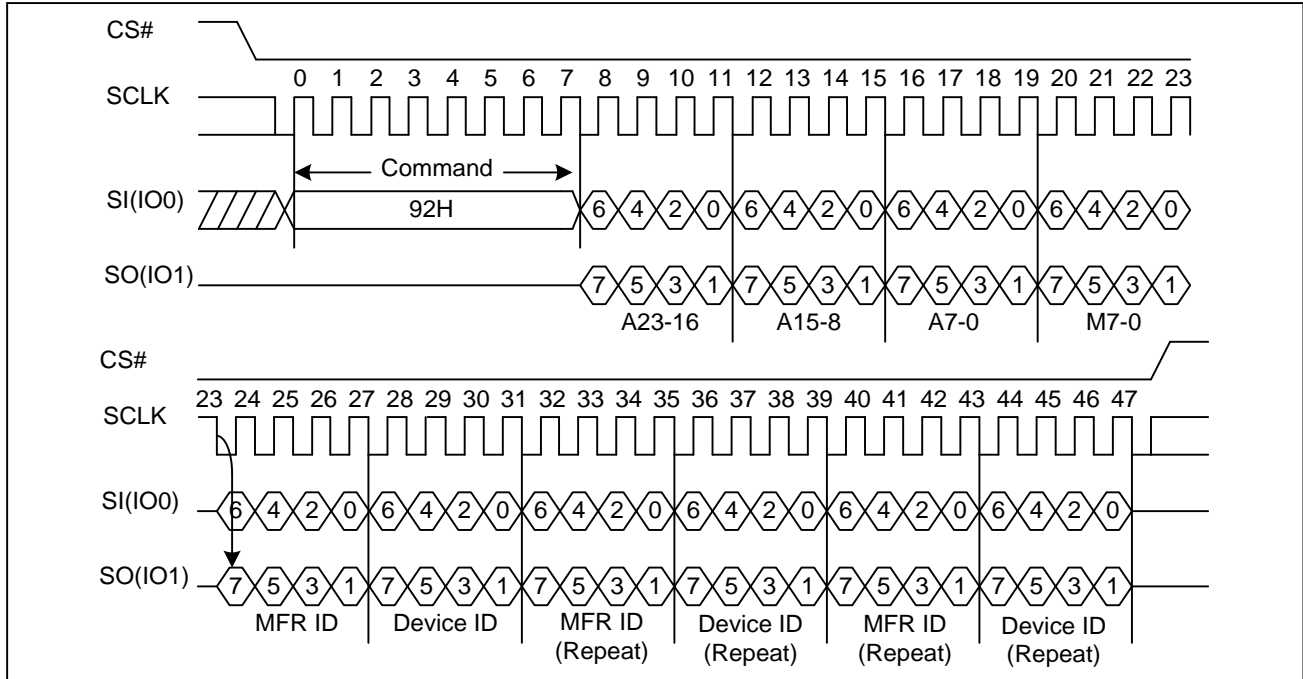 CS#
0 1 2 3 4 5 6 7 8 9 10 11 12 13 14 15 16 17 18 19 20 21 22 23
SCLK
Command
SI(IO0) 92H 6 4 2 0 6 4 2 0 6 4 2 0 6 4 2 0
SO(IO1) 7 5 3 1 7 5 3 1 7 5 3 1 7 5 3 1
A23-16 A15-8 A7-0 M7-0
CS#
23 24 25 26 27 28 29 30 31 32 33 34 35 36 37 38 39 40 41 42 43 44 45 46 47
SCLK
SI(IO0) 6 4 2 0 6 4 2 0 6 4 2 0 6 4 2 0 6 4 2 0 6 4 2 0
SO(IO1) 7 5 3 1 7 5 3 1 7 5 3 1 7 5 3 1 7 5 3 1 7 5 3 1
MFR ID Device ID MFR ID Device ID MFR ID Device ID
(Repeat) (Repeat) (Repeat) (Repeat)